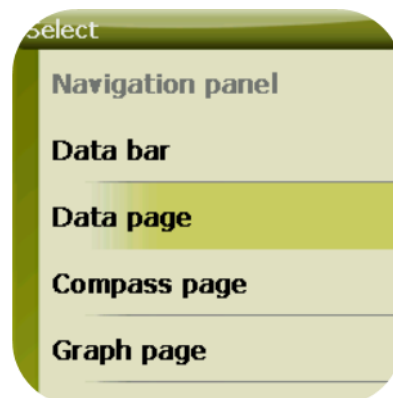 Select
Navigation panel
Data bar
Data page
Compass page
Graph page